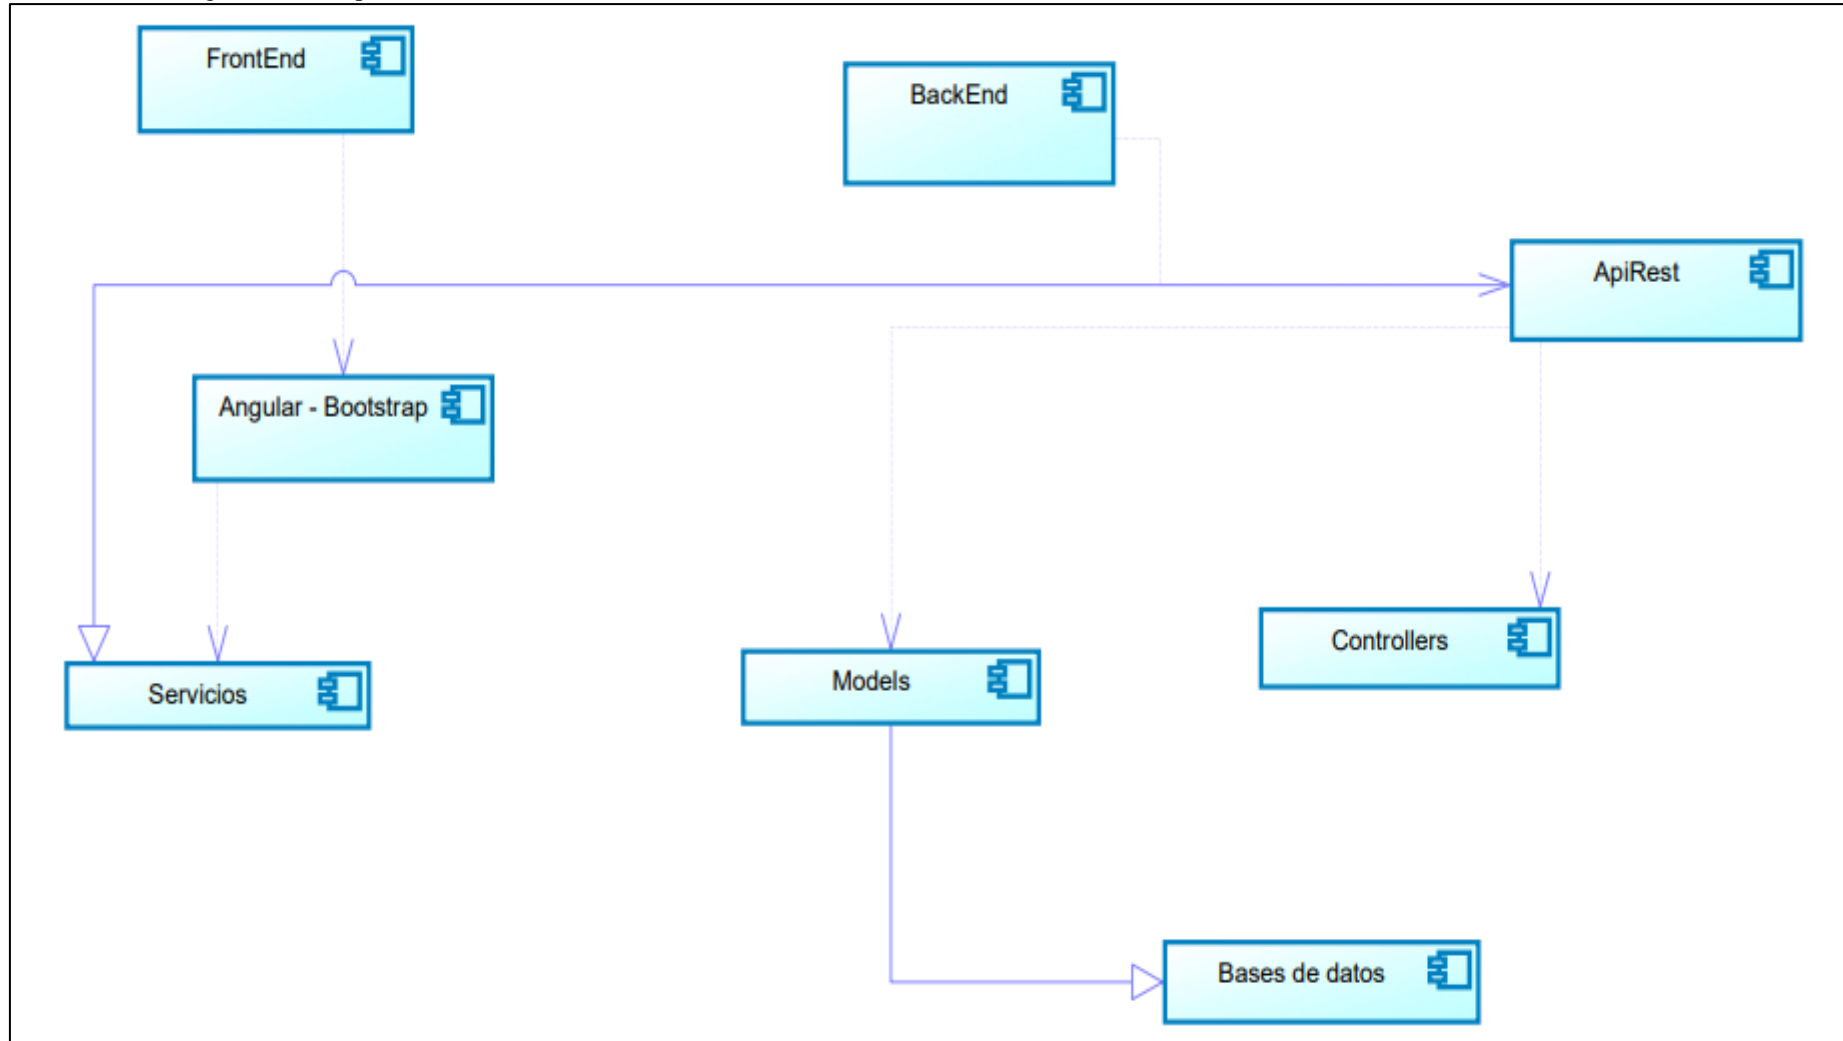 FrontEnd
BackEnd
ApiRest
Angular - Bootstrap
Controllers
Models
Servicios
Bases de datos